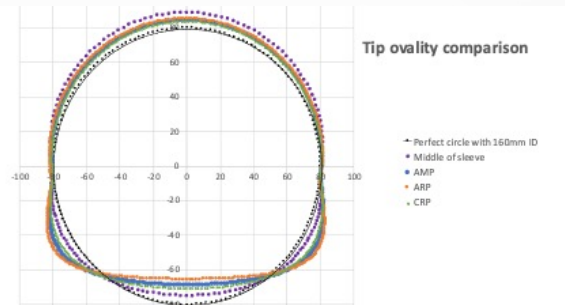 Tip ovality comparison
80
60
40
20
-100 -80 -60 -40 -20 0 0 20 40 60 80 100
-20
-40
-60
Perfect circle with 160mm ID
Middle of sleeve
AMP
ARP
CRP